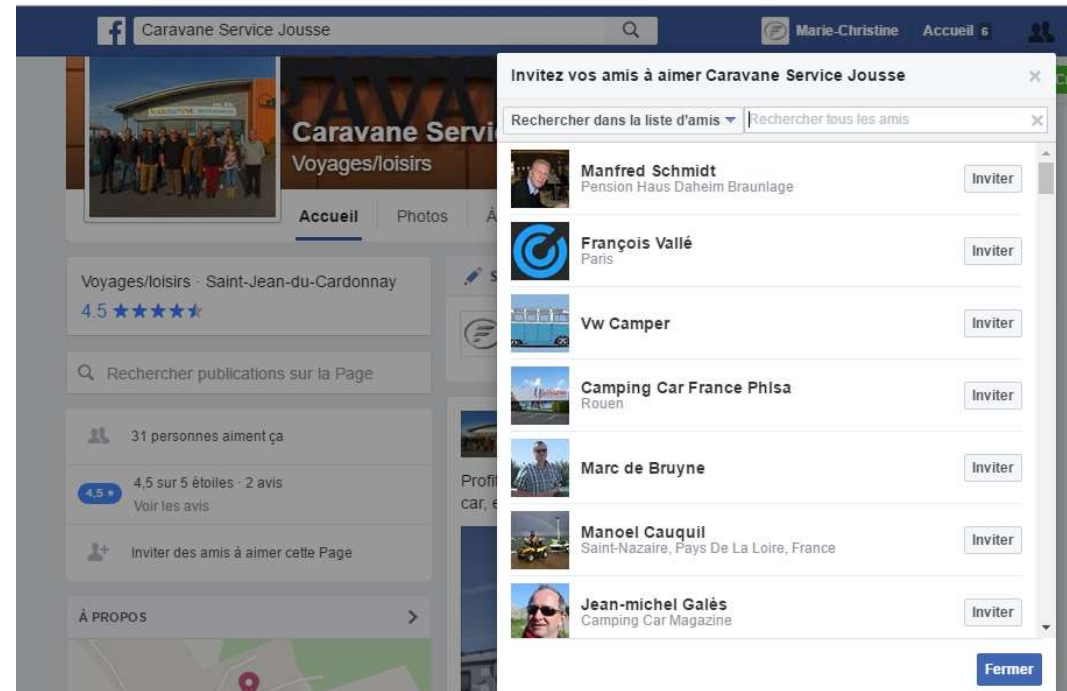 Caravane Service Jousse
Marie-Christine
Accueil 6
Invitez vos amis à aimer Caravane Service Jousse
Rechercher dans la liste d'amis
Rechercher tous les amis
Manfred Schmidt
Pension Haus Daheim Braunlage
Inviter
François Vallé
Paris
Inviter
Vw Camper
Inviter
Camping Car France Phlsa
Rouen
Inviter
Marc de Bruyne
Inviter
Manoel Cauquil
Saint-Nazaire, Pays De La Loire, France
Inviter
Jean-michel Galès
Camping Car Magazine
Inviter
Fermer
Caravane Servi
Voyages/loisirs
Accueil
Photos
Voyages/loisirs · Saint-Jean-du-Cardonnay
4.5
Rechercher publications sur la Page
31 personnes aiment ça
4,5
4,5 sur 5 étoiles · 2 avis
Voir les avis
Inviter des amis à aimer cette Page
À PROPOS
Profi
car,